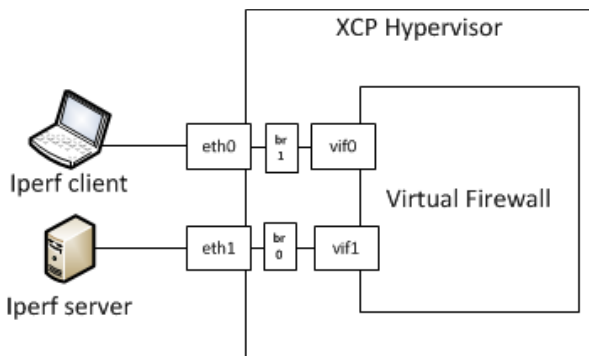 XCP Hypervisor
eth0
br
1
vif0
Iperf client
Virtual Firewall
eth1
br
0
vif1
Iperf server